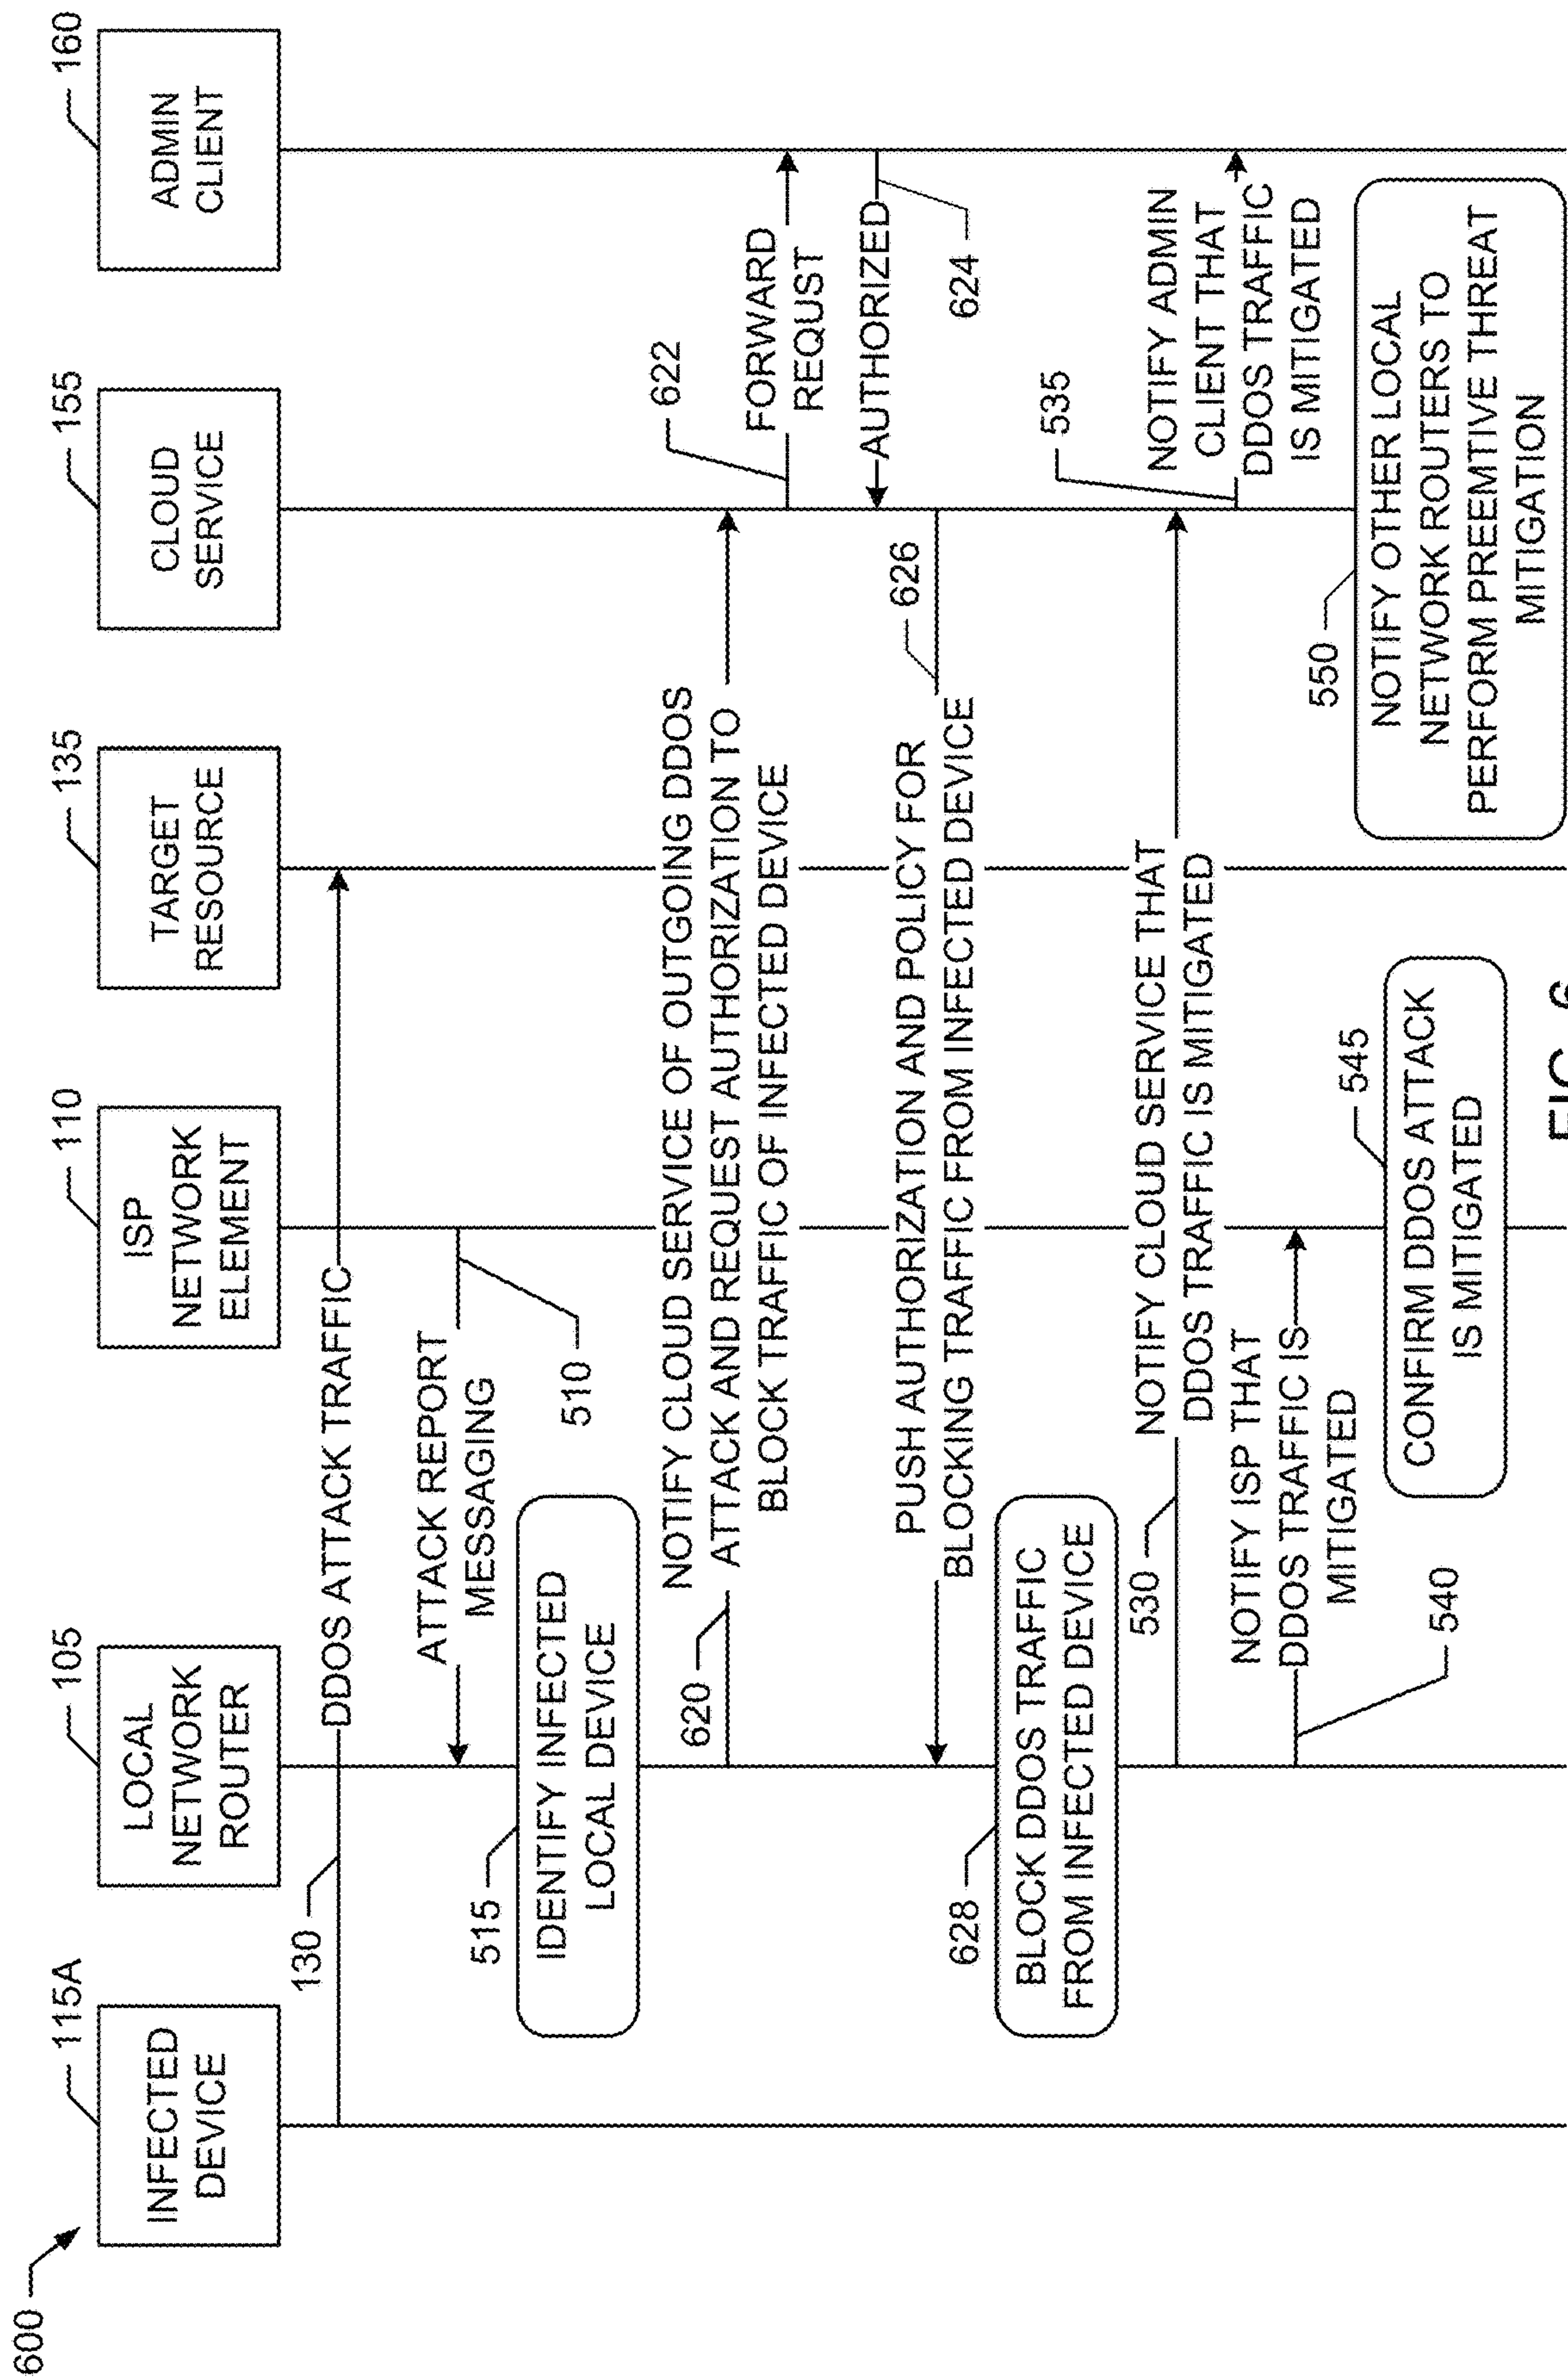 600
115A
105
110
135
155
160
INFECTED
DEVICE
LOCAL
NETWORK
ROUTER
ISP
NETWORK
ELEMENT
TARGET
RESOURCE
CLOUD
SERVICE
ADMIN
CLIENT
130
DDOS ATTACK TRAFFIC
ATTACK REPORT
MESSAGING
510
515
IDENTIFY INFECTED
LOCAL DEVICE
620
NOTIFY CLOUD SERVICE OF OUTGOING DDOS
ATTACK AND REQUEST AUTHORIZATION TO
BLOCK TRAFFIC OF INFECTED DEVICE
622
FORWARD
REQUST
AUTHORIZED
624
626
PUSH AUTHORIZATION AND POLICY FOR
BLOCKING TRAFFIC FROM INFECTED DEVICE
628
BLOCK DDOS TRAFFIC
FROM INFECTED DEVICE
530
NOTIFY CLOUD SERVICE THAT
DDOS TRAFFIC IS MITIGATED
535
NOTIFY ADMIN
CLIENT THAT
DDOS TRAFFIC
IS MITIGATED
NOTIFY ISP THAT
DDOS TRAFFIC IS
MITIGATED
540
545
CONFIRM DDOS ATTACK
IS MITIGATED
550
NOTIFY OTHER LOCAL
NETWORK ROUTERS TO
PERFORM PREEMTIVE THREAT
MITIGATION
FIG. 6